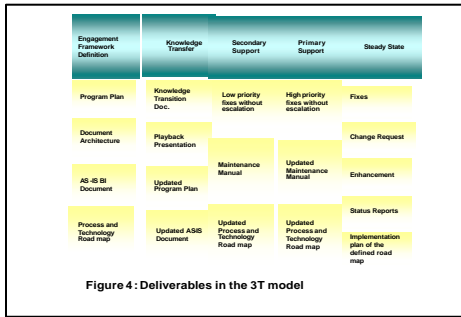 Engagement
Framework
Definition
Knowledge
Transfer
Secondary
Support
Primary
Support
Steady State
Program Plan
Document
Architecture
AS -IS BI
Document
Process and
Technology
Road map
Knowledge
Transition
Doc.
Playback
Presentation
Updated
Program Plan
Updated ASIS
Document
Low priority
fixes without
escalation
Maintenance
Manual
Updated
Process and
Technology
Road map
High priority
fixes without
escalation
Updated
Maintenance
Manual
Updated
Process and
Technology
Road map
Fixes
Change Request
Enhancement
Status Reports
Implementation
plan of the
defined road
map
Figure 4 : Deliverables in the 3T model